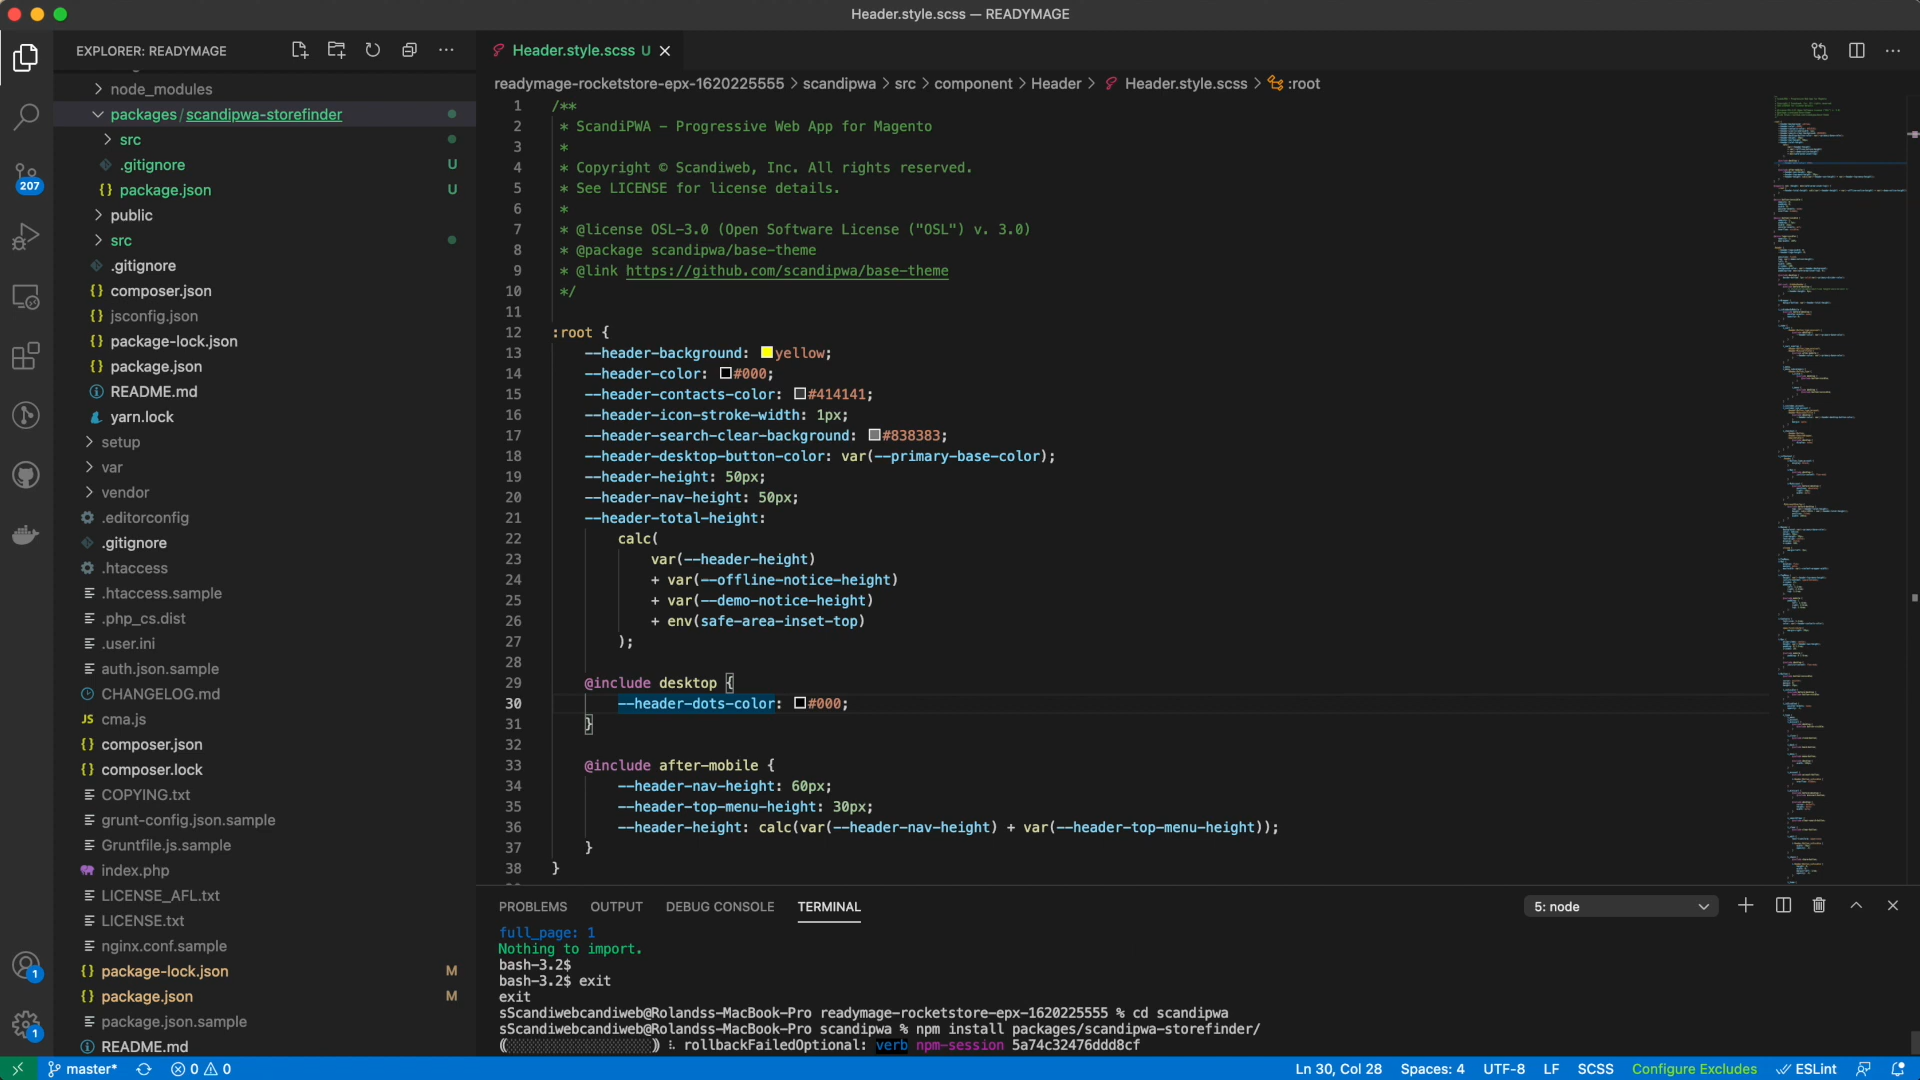 Header.style.scss — READYMAGE
EXPLORER: READYMAGE
Header.style.scss U
readymage-rocketstore-epx-1620225555 > scandipwa > src > component > Header > Header.style.scss > :root
node_modules
packages/scandipwa-storefinder
src
.gitignore U
{} package.json U
public
src
.gitignore
{} composer.json
{} jsconfig.json
{} package-lock.json
{} package.json
README.md
yarn.lock
setup
var
vendor
.editorconfig
.gitignore
.htaccess
.htaccess.sample
.php_cs.dist
.user.ini
auth.json.sample
CHANGELOG.md
JS cma.js
{} composer.json
{} composer.lock
COPYING.txt
grunt-config.json.sample
Gruntfile.js.sample
index.php
LICENSE_AFL.txt
LICENSE.txt
nginx.conf.sample
{} package-lock.json M
{} package.json M
package.json.sample
README.md
207
1
1
1 /**
2 * ScandiPWA - Progressive Web App for Magento
3 *
4 * Copyright © Scandiweb, Inc. All rights reserved.
5 * See LICENSE for license details.
6 *
7 * @license OSL-3.0 (Open Software License ("OSL") v. 3.0)
8 * @package scandipwa/base-theme
9 * @link https://github.com/scandipwa/base-theme
10 */
11
12 :root {
13 --header-background: yellow;
14 --header-color: #000;
15 --header-contacts-color: #414141;
16 --header-icon-stroke-width: 1px;
17 --header-search-clear-background: #838383;
18 --header-desktop-button-color: var(--primary-base-color);
19 --header-height: 50px;
20 --header-nav-height: 50px;
21 --header-total-height:
22 calc(
23 var(--header-height)
24 + var(--offline-notice-height)
25 + var(--demo-notice-height)
26 + env(safe-area-inset-top)
27 );
28
29 @include desktop {
30 --header-dots-color: #000;
31 }
32
33 @include after-mobile {
34 --header-nav-height: 60px;
35 --header-top-menu-height: 30px;
36 --header-height: calc(var(--header-nav-height) + var(--header-top-menu-height));
37 }
38 }
PROBLEMS OUTPUT DEBUG CONSOLE TERMINAL 5: node
full_page: 1
Nothing to import.
bash-3.2$
bash-3.2$ exit
exit
sScandiwebcandiweb@Rolandss-MacBook-Pro readymage-rocketstore-epx-1620225555 % cd scandipwa
sScandiwebcandiweb@Rolandss-MacBook-Pro scandipwa % npm install packages/scandipwa-storefinder/
rollbackFailedOptional: verb npm-session 5a74c32476ddd8cf
master* 0 0 Ln 30, Col 28 Spaces: 4 UTF-8 LF SCSS Configure Excludes ESLint